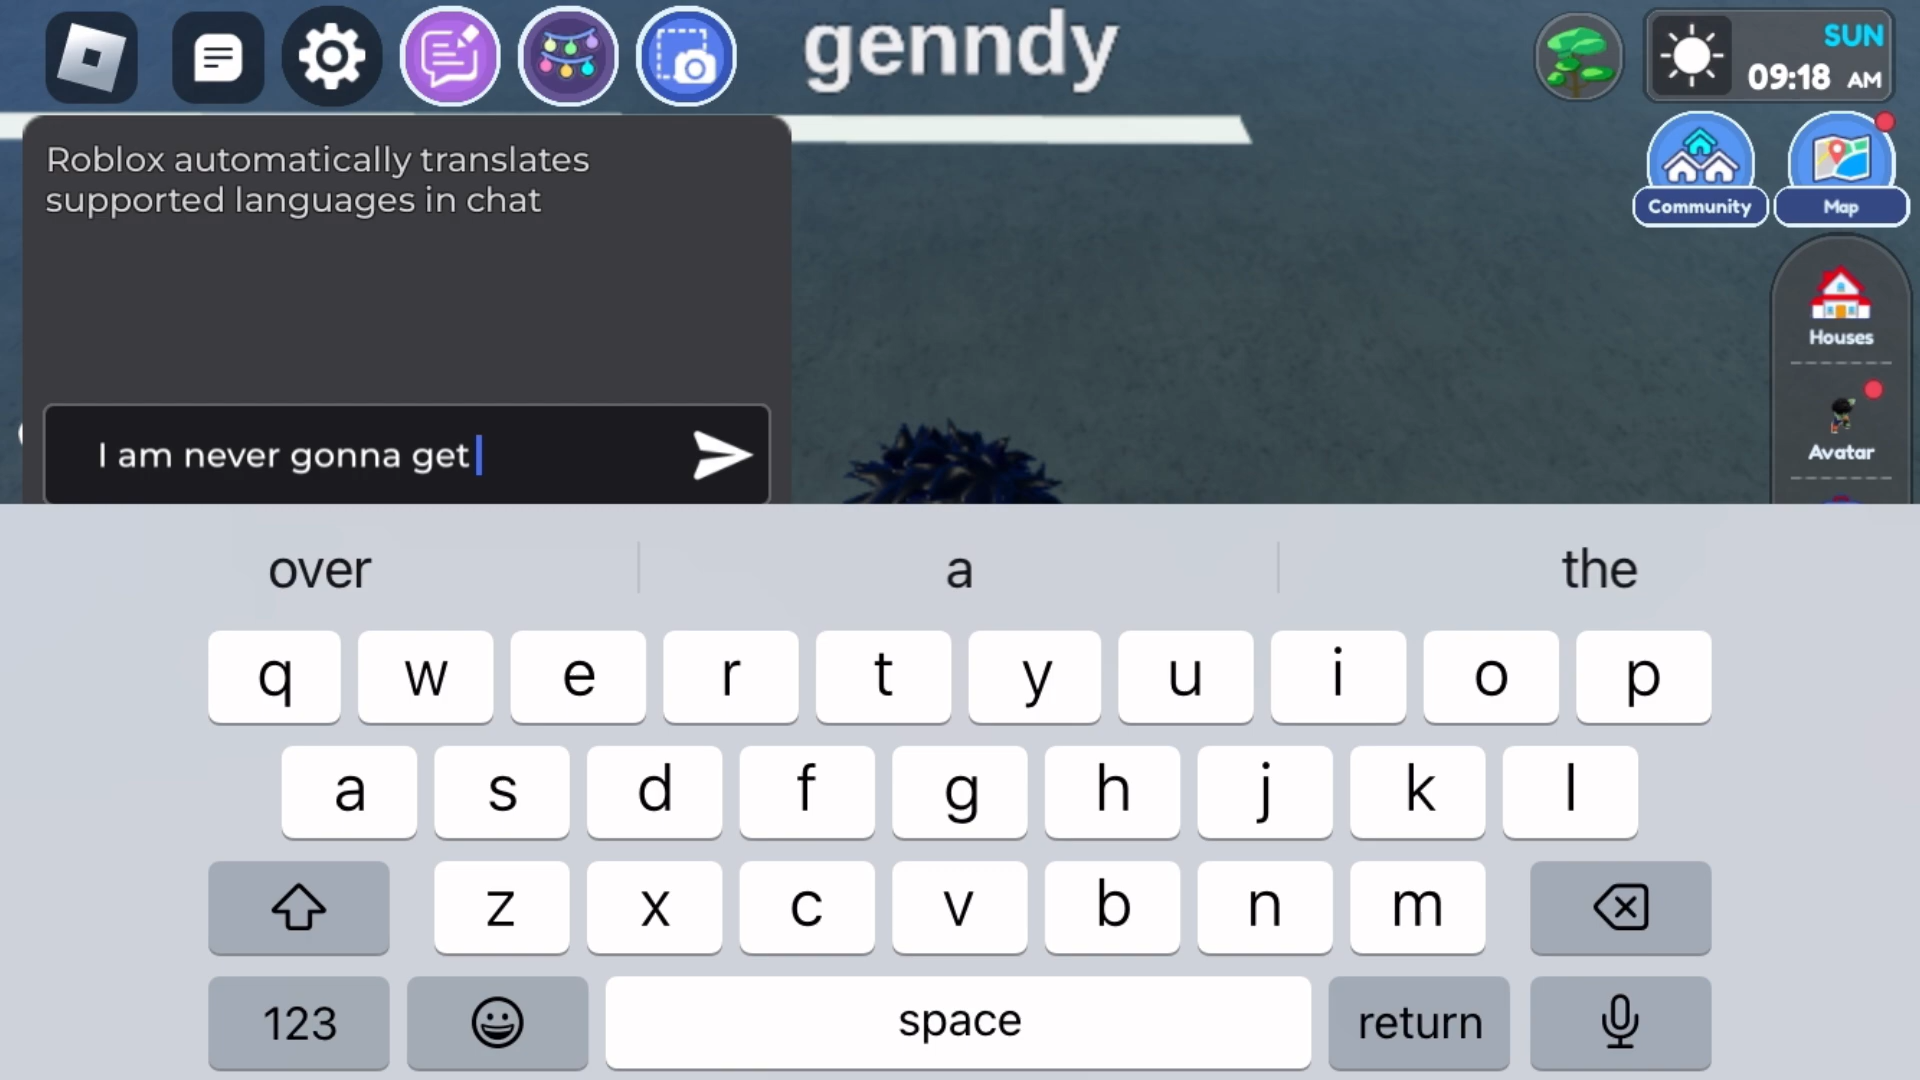 genndy
SUN
09:18 AM
Roblox automatically translates
supported languages in chat
Community
Map
Houses
I am never gonna get
Avatar
over a the
q w e r t y u i o p
a s d f g h j k l
z x c v b n m
123 space return